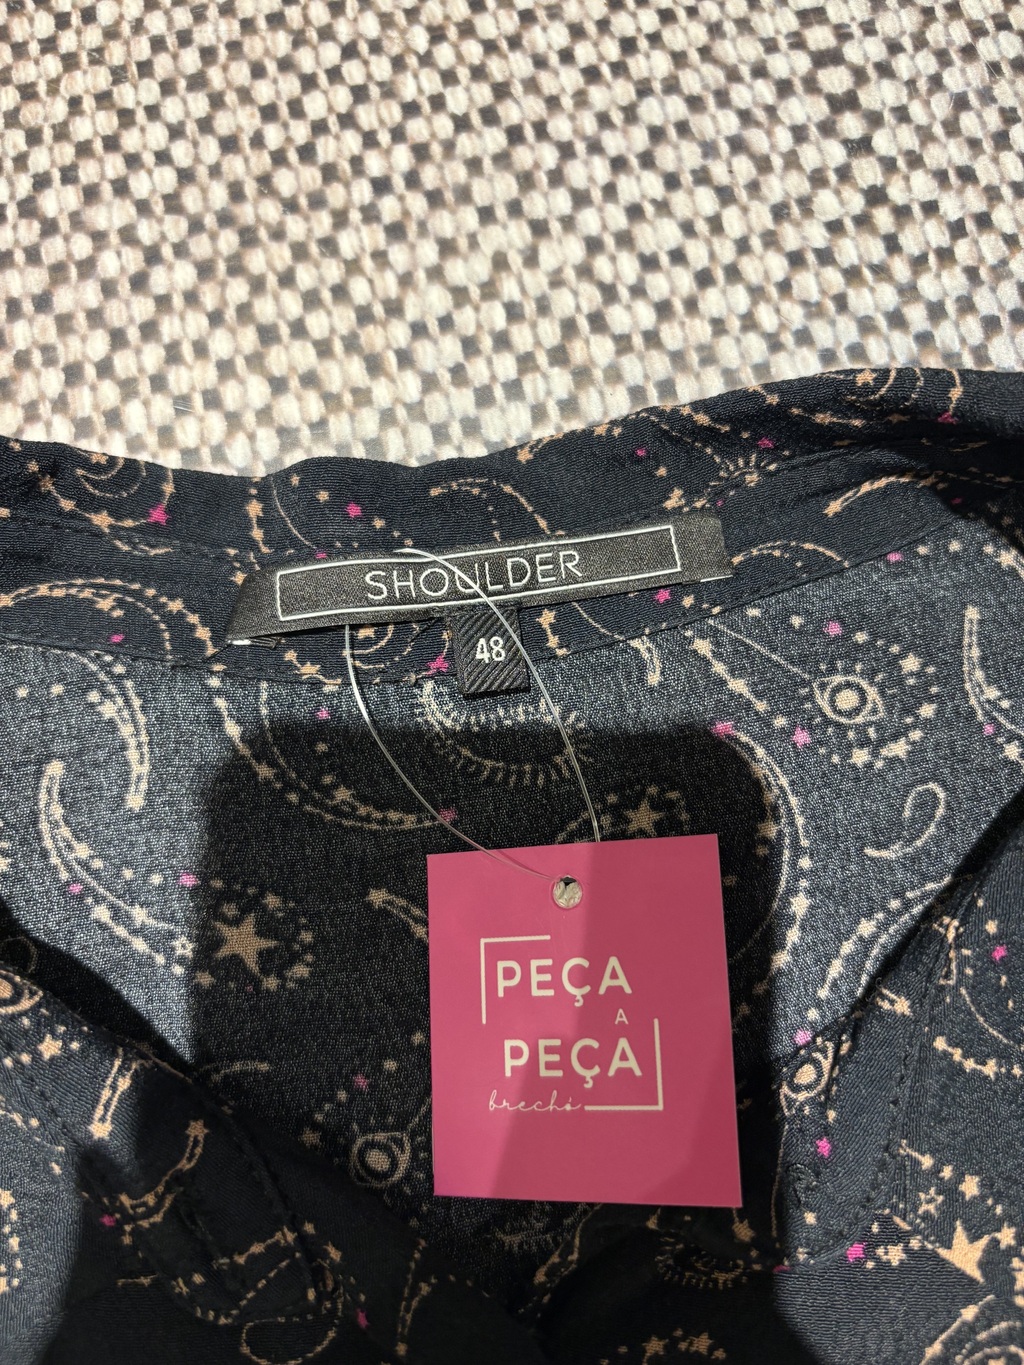 SHOULDER
48
PEÇA
A
PEÇA
brechó